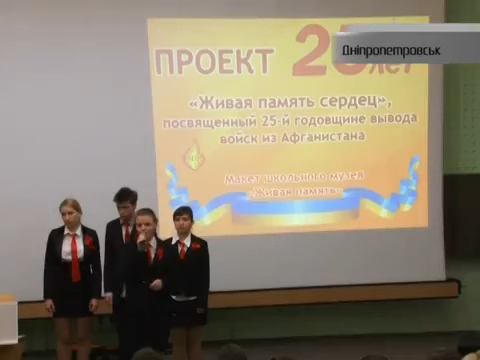 Дніпропетровськ
ПРОЕКТ 25 лет
«Живая память сердец»,
посвященный 25-й годовщине вывода
войск из Афганистана
макет школьного музея
«Живая память»